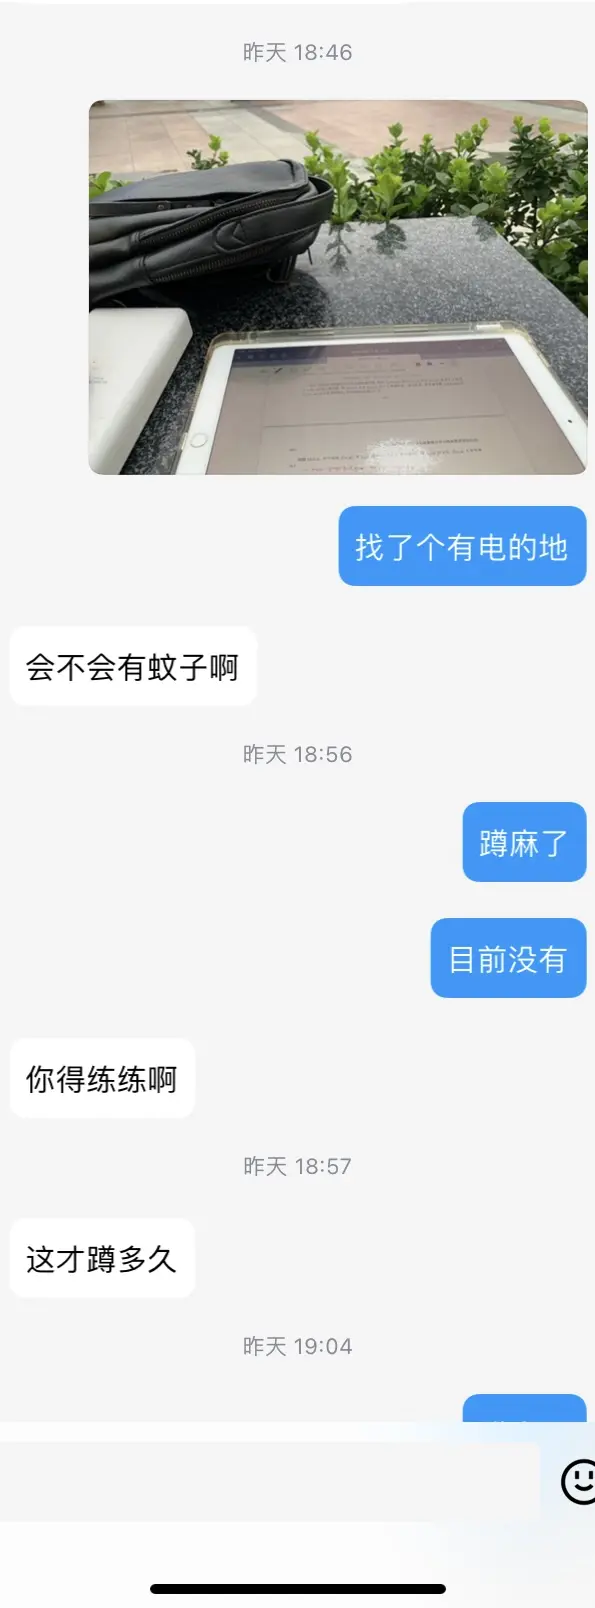 昨天 18:46
找了个有电的地
会不会有蚊子啊
昨天 18:56
蹲麻了
目前没有
你得练练啊
昨天 18:57
这才蹲多久
昨天 19:04